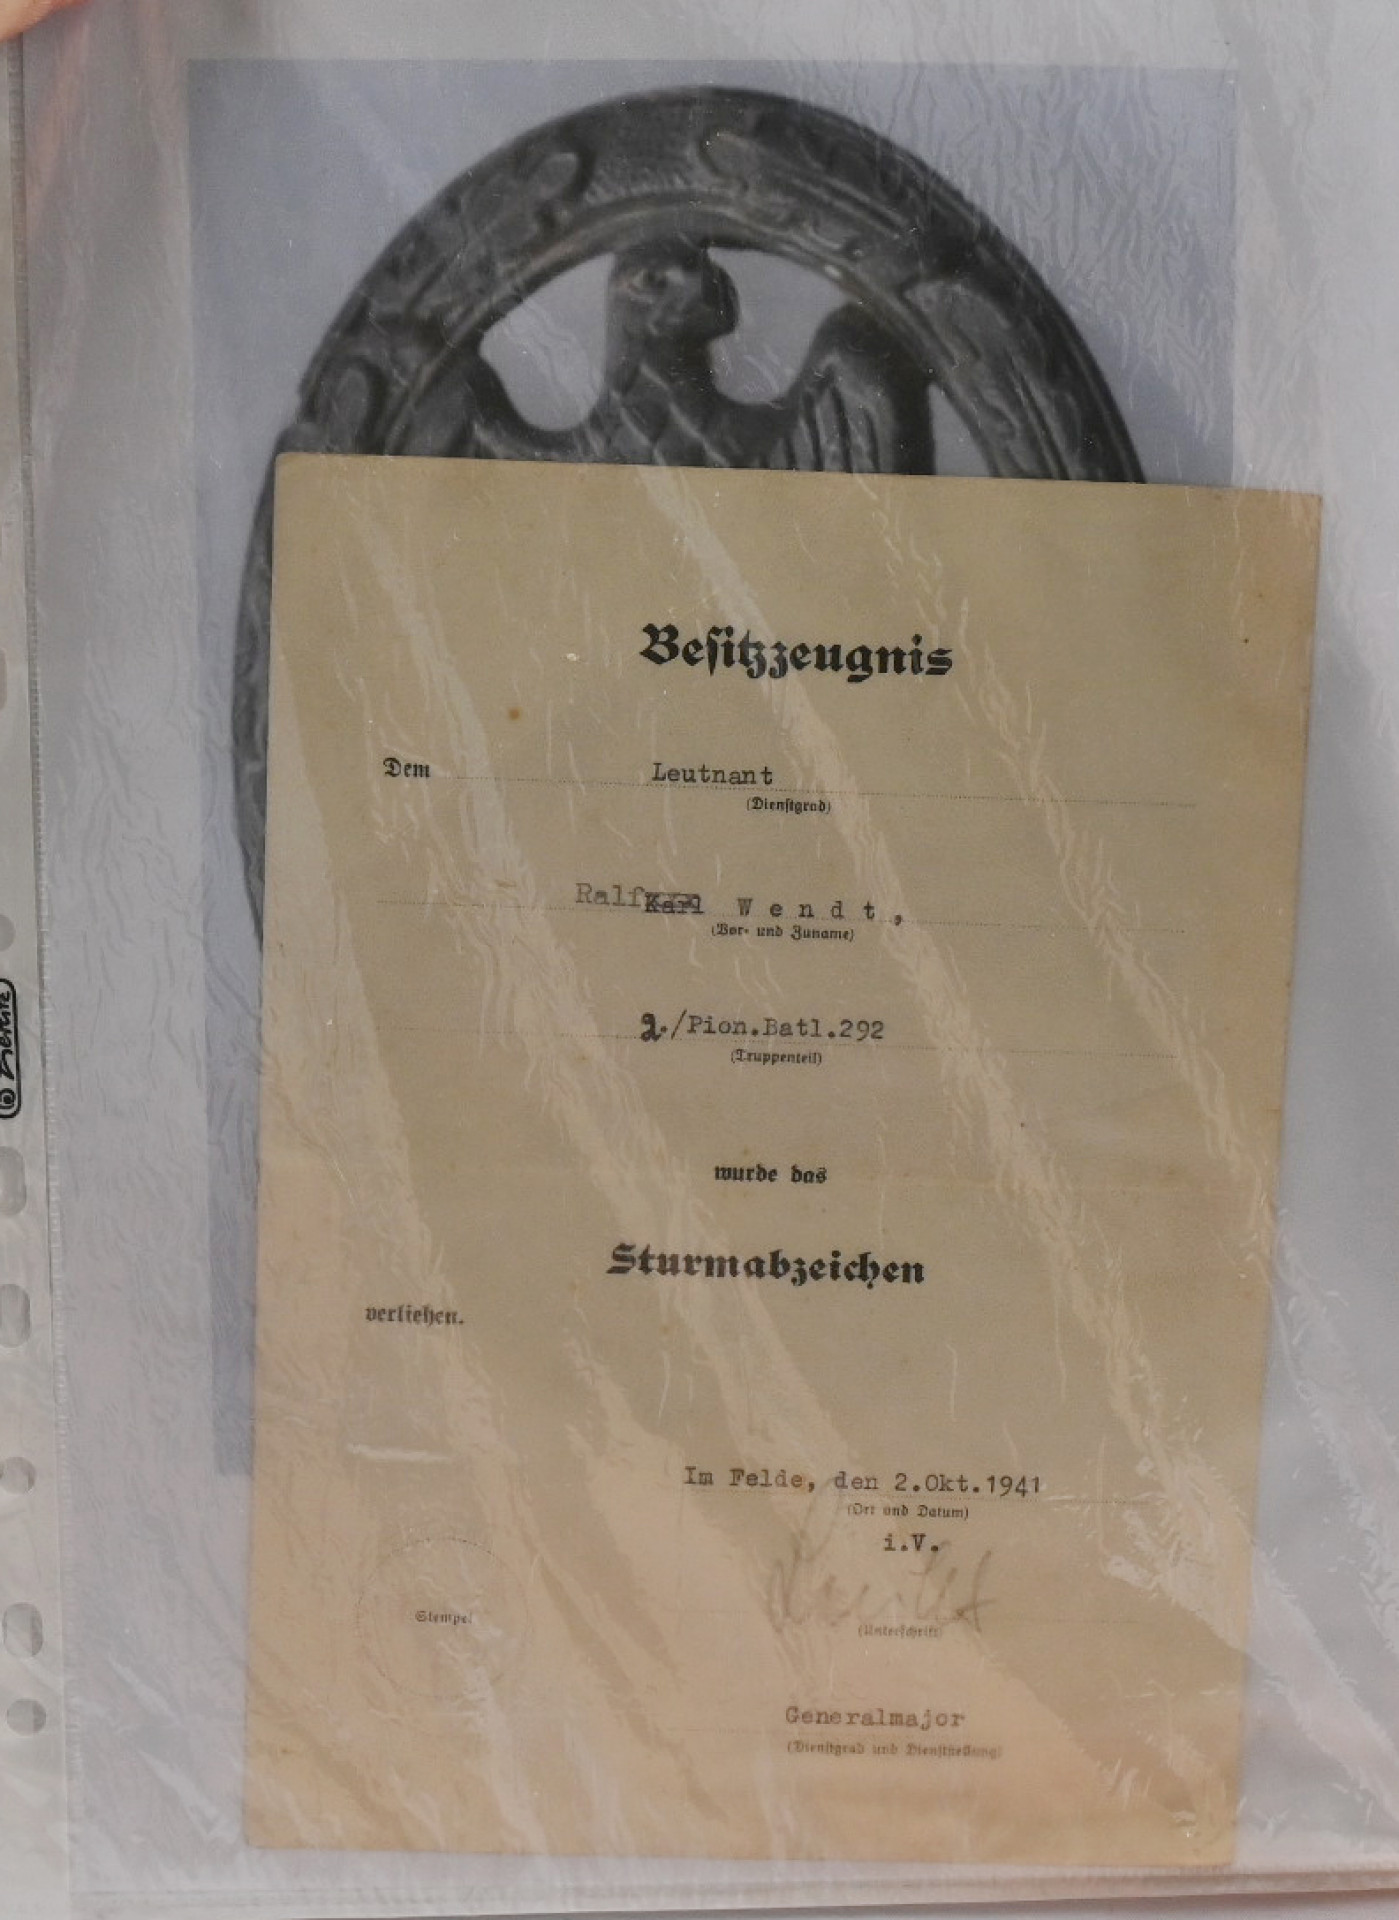 Besitzzeugnis
Dem Leutnant
(Dienstgrad)
Ralf Karl Wendt,
(Vor- und Zuname)
2./Pion.Batl.292
(Truppenteil)
wurde das
Sturmabzeichen
verliehen.
Im Felde, den 2.Okt.1941
(Ort und Datum)
i.V.
Stempel
(Unterschrift)
Generalmajor
(Dienstgrad und Dienststellung)
Leitz